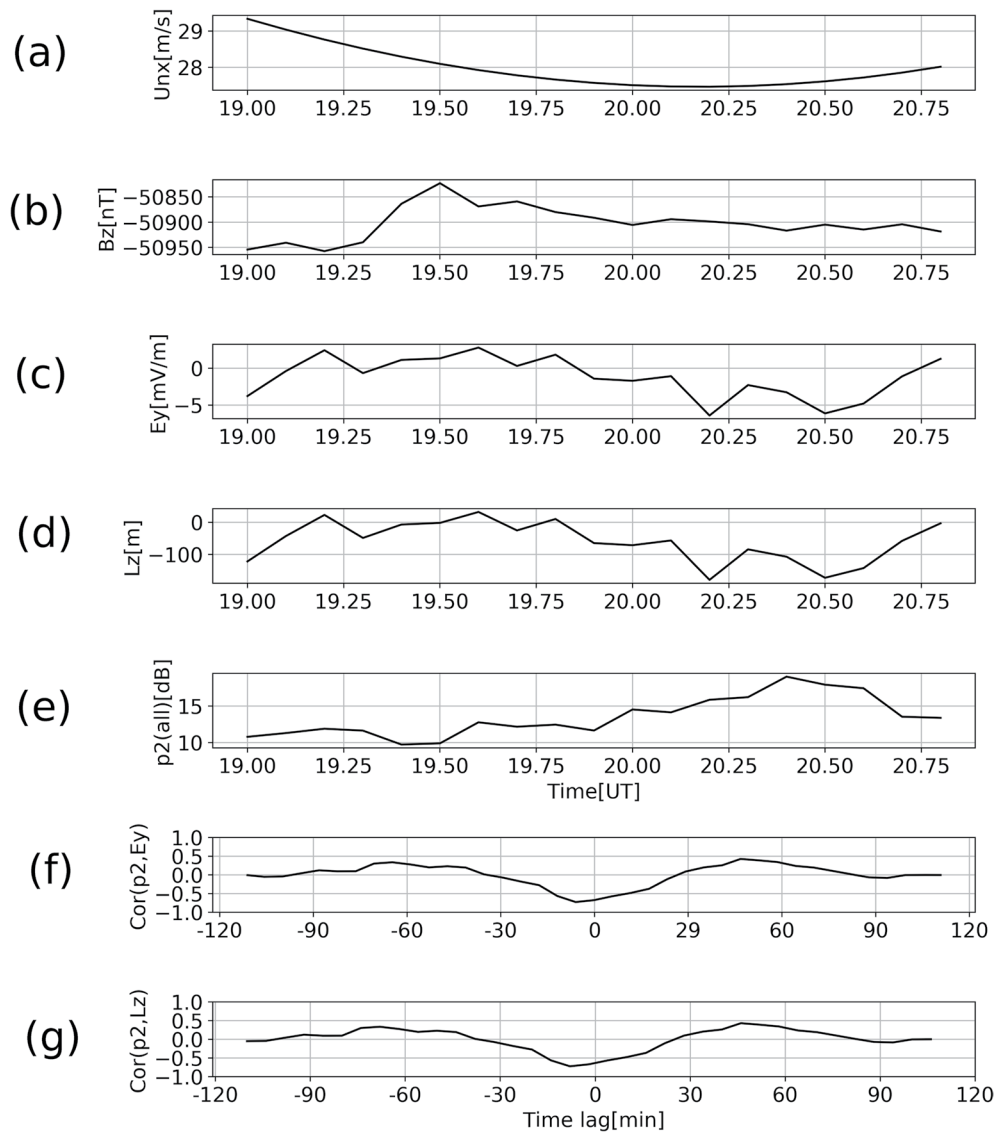 (a)
Unx[m/s]
29
28
19.00 19.25 19.50 19.75 20.00 20.25 20.50 20.75
(b)
Bz[nT]
−50850
−50900
−50950
19.00 19.25 19.50 19.75 20.00 20.25 20.50 20.75
(c)
Ey[mV/m]
0
−5
19.00 19.25 19.50 19.75 20.00 20.25 20.50 20.75
(d)
Lz[m]
0
−100
19.00 19.25 19.50 19.75 20.00 20.25 20.50 20.75
(e)
p2(all)[dB]
15
10
19.00 19.25 19.50 19.75 20.00 20.25 20.50 20.75
Time[UT]
(f)
Cor(p2,Ey)
1.0
0.5
0.0
−0.5
−1.0
-120 -90 -60 -30 0 29 60 90 120
(g)
Cor(p2,Lz)
1.0
0.5
0.0
−0.5
−1.0
-120 -90 -60 -30 0 30 60 90 120
Time lag[min]